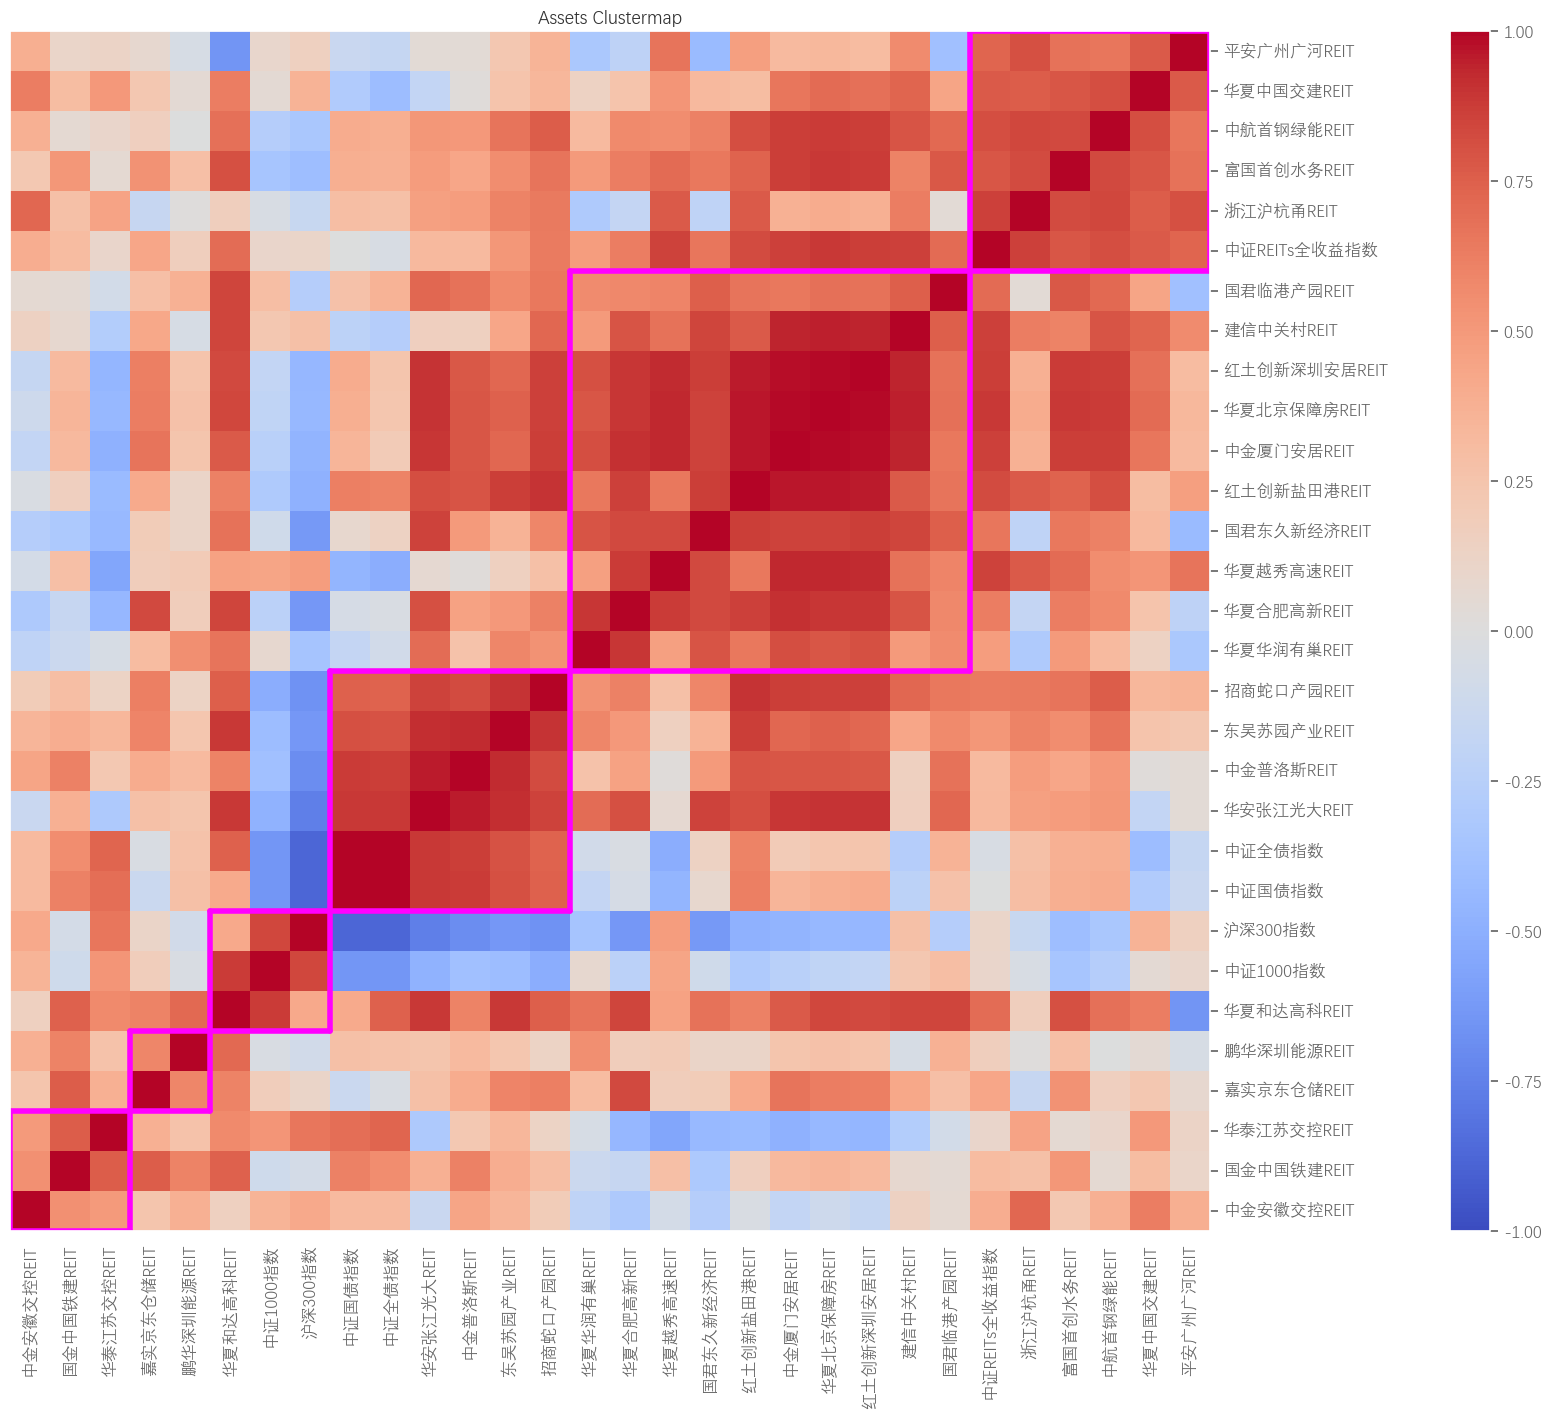 Assets Clustermap
平安广州广河REIT
华夏中国交建REIT
中航首钢绿能REIT
富国首创水务REIT
浙江沪杭甬REIT
中证REITs全收益指数
国君临港产园REIT
建信中关村REIT
红土创新深圳安居REIT
华夏北京保障房REIT
中金厦门安居REIT
红土创新盐田港REIT
国君东久新经济REIT
华夏越秀高速REIT
华夏合肥高新REIT
华夏华润有巢REIT
招商蛇口产园REIT
东吴苏园产业REIT
中金普洛斯REIT
华安张江光大REIT
中证全债指数
中证国债指数
沪深300指数
中证1000指数
华夏和达高科REIT
鹏华深圳能源REIT
嘉实京东仓储REIT
华泰江苏交控REIT
国金中国铁建REIT
中金安徽交控REIT
1.00
0.75
0.50
0.25
0.00
-0.25
-0.50
-0.75
-1.00
中金安徽交控REIT
国金中国铁建REIT
华泰江苏交控REIT
嘉实京东仓储REIT
鹏华深圳能源REIT
华夏和达高科REIT
中证1000指数
沪深300指数
中证国债指数
中证全债指数
华安张江光大REIT
中金普洛斯REIT
东吴苏园产业REIT
招商蛇口产园REIT
华夏华润有巢REIT
华夏合肥高新REIT
华夏越秀高速REIT
国君东久新经济REIT
红土创新盐田港REIT
中金厦门安居REIT
华夏北京保障房REIT
红土创新深圳安居REIT
建信中关村REIT
国君临港产园REIT
中证REITs全收益指数
浙江沪杭甬REIT
富国首创水务REIT
中航首钢绿能REIT
华夏中国交建REIT
平安广州广河REIT